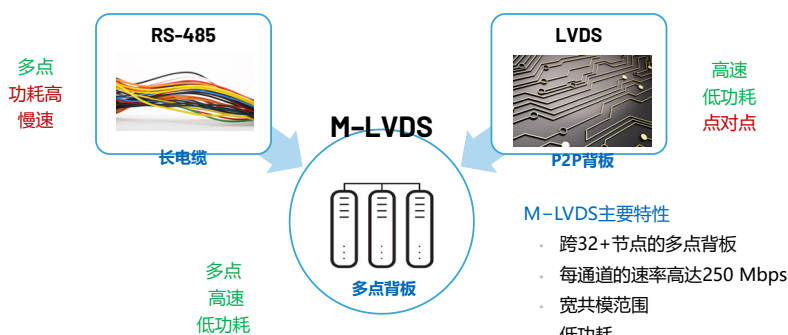 RS-485
多点
功耗高
慢速
长电缆
LVDS
高速
低功耗
点对点
P2P背板
M-LVDS
多点背板
多点
高速
低功耗
M-LVDS主要特性
· 跨32+节点的多点背板
· 每通道的速率高达250 Mbps
· 宽共模范围
· 低功耗